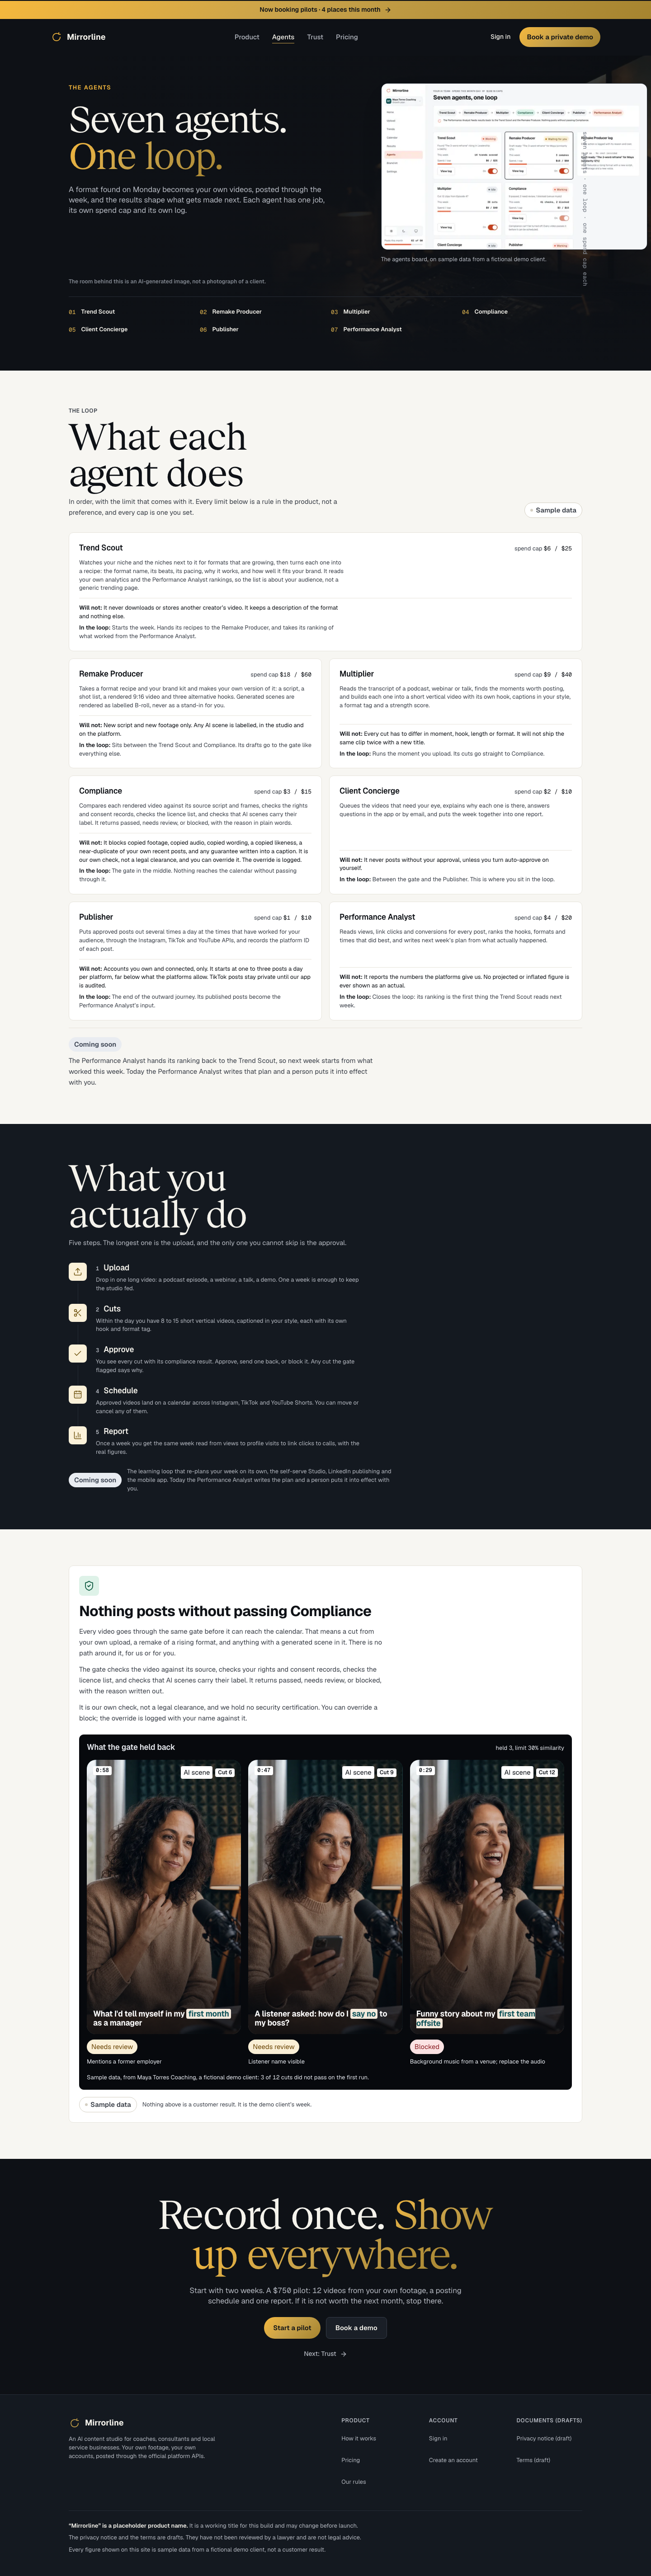 Now booking pilots · 4 places this month →
Mirrorline
Product
Agents
Trust
Pricing
Sign in
Book a private demo
THE AGENTS
Seven agents.
One loop.
A format found on Monday becomes your own videos, posted through the
week, and the results shape what gets made next. Each agent has one job,
its own spend cap and its own log.
Mirrorline
Seven agents, one loop
Trend Scout
Remake Producer
Multiplier
Compliance
Client Concierge
Publisher
Performance Analyst
Trend Scout
Remake Producer
Remake Producer log
View log
View log
Multiplier
Compliance
View log
View log
Client Concierge
Publisher
seven agents · one loop · one spend cap each
The agents board, on sample data from a fictional demo client.
The room behind this is an AI-generated image, not a photograph of a client.
01 Trend Scout
02 Remake Producer
03 Multiplier
04 Compliance
05 Client Concierge
06 Publisher
07 Performance Analyst
THE LOOP
What each
agent does
In order, with the limit that comes with it. Every limit below is a rule in the product, not a
preference, and every cap is one you set.
Sample data
Trend Scout
spend cap $6 / $25
Watches your niche and the niches next to it for formats that are growing, then turns each one into
a recipe: the format name, its beats, its pacing, why it works, and how well it fits your brand. It reads
your own analytics and the Performance Analyst rankings, so the list is about your audience, not a
generic trending page.
Will not: It never downloads or stores another creator's video. It keeps a description of the format
and nothing else.
In the loop: Starts the week. Hands its recipes to the Remake Producer, and takes its ranking of
what worked from the Performance Analyst.
Remake Producer
spend cap $18 / $60
Takes a format recipe and your brand kit and makes your own version of it: a script, a
shot list, a rendered 9:16 video and three alternative hooks. Generated scenes are
rendered as labelled B-roll, never as a stand-in for you.
Will not: New script and new footage only. Any AI scene is labelled, in the studio and
on the platform.
In the loop: Sits between the Trend Scout and Compliance. Its drafts go to the gate like
everything else.
Multiplier
spend cap $9 / $40
Reads the transcript of a podcast, webinar or talk, finds the moments worth posting,
and builds each one into a short vertical video with its own hook, captions in your style,
a format tag and a strength score.
Will not: Every cut has to differ in moment, hook, length or format. It will not ship the
same clip twice with a new title.
In the loop: Runs the moment you upload. Its cuts go straight to Compliance.
Compliance
spend cap $3 / $15
Compares each rendered video against its source script and frames, checks the rights
and consent records, checks the licence list, and checks that AI scenes carry their
label. It returns passed, needs review, or blocked, with the reason in plain words.
Will not: It blocks copied footage, copied audio, copied wording, a copied likeness, a
near-duplicate of your own recent posts, and any guarantee written into a caption. It is
our own check, not a legal clearance, and you can override it. The override is logged.
In the loop: The gate in the middle. Nothing reaches the calendar without passing
through it.
Client Concierge
spend cap $2 / $10
Queues the videos that need your eye, explains why each one is there, answers
questions in the app or by email, and puts the week together into one report.
Will not: It never posts without your approval, unless you turn auto-approve on
yourself.
In the loop: Between the gate and the Publisher. This is where you sit in the loop.
Publisher
spend cap $1 / $10
Puts approved posts out several times a day at the times that have worked for your
audience, through the Instagram, TikTok and YouTube APIs, and records the platform ID
of each post.
Will not: Accounts you own and connected, only. It starts at one to three posts a day
per platform, far below what the platforms allow. TikTok posts stay private until our app
is audited.
In the loop: The end of the outward journey. Its published posts become the
Performance Analyst's input.
Performance Analyst
spend cap $4 / $20
Reads views, link clicks and conversions for every post, ranks the hooks, formats and
times that did best, and writes next week's plan from what actually happened.
Will not: It reports the numbers the platforms give us. No projected or inflated figure is
ever shown as an actual.
In the loop: Closes the loop: its ranking is the first thing the Trend Scout reads next
week.
Coming soon
The Performance Analyst hands its ranking back to the Trend Scout, so next week starts from what
worked this week. Today the Performance Analyst writes that plan and a person puts it into effect
with you.
What you
actually do
Five steps. The longest one is the upload, and the only one you cannot skip is the approval.
1 Upload
Drop in one long video: a podcast episode, a webinar, a talk, a demo. One a week is enough to keep
the studio fed.
2 Cuts
Within the day you have 8 to 15 short vertical videos, captioned in your style, each with its own
hook and format tag.
3 Approve
You see every cut with its compliance result. Approve, send one back, or block it. Any cut the gate
flagged says why.
4 Schedule
Approved videos land on a calendar across Instagram, TikTok and YouTube Shorts. You can move or
cancel any of them.
5 Report
Once a week you get the same week read from views to profile visits to link clicks to calls, with the
real figures.
Coming soon
The learning loop that re-plans your week on its own, the self-serve Studio, LinkedIn publishing and
the mobile app. Today the Performance Analyst writes the plan and a person puts it into effect with
you.
Nothing posts without passing Compliance
Every video goes through the same gate before it can reach the calendar. That means a cut from
your own upload, a remake of a rising format, and anything with a generated scene in it. There is no
path around it, for us or for you.
The gate checks the video against its source, checks your rights and consent records, checks the
licence list, and checks that AI scenes carry their label. It returns passed, needs review, or blocked,
with the reason written out.
It is our own check, not a legal clearance, and we hold no security certification. You can override a
block; the override is logged with your name against it.
What the gate held back
held 3, limit 30% similarity
0:58
AI scene
Cut 6
What I'd tell myself in my first month
as a manager
Needs review
Mentions a former employer
0:47
AI scene
Cut 9
A listener asked: how do I say no to
my boss?
Needs review
Listener name visible
0:29
AI scene
Cut 12
Funny story about my first team
offsite
Blocked
Background music from a venue; replace the audio
Sample data, from Maya Torres Coaching, a fictional demo client: 3 of 12 cuts did not pass on the first run.
Sample data
Nothing above is a customer result. It is the demo client's week.
Record once. Show
up everywhere.
Start with two weeks. A $750 pilot: 12 videos from your own footage, a posting
schedule and one report. If it is not worth the next month, stop there.
Start a pilot
Book a demo
Next: Trust →
Mirrorline
An AI content studio for coaches, consultants and local
service businesses. Your own footage, your own
accounts, posted through the official platform APIs.
PRODUCT
How it works
Pricing
Our rules
ACCOUNT
Sign in
Create an account
DOCUMENTS (DRAFTS)
Privacy notice (draft)
Terms (draft)
"Mirrorline" is a placeholder product name. It is a working title for this build and may change before launch.
The privacy notice and the terms are drafts. They have not been reviewed by a lawyer and are not legal advice.
Every figure shown on this site is sample data from a fictional demo client, not a customer result.